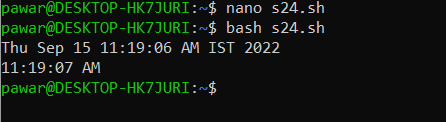 pawar@DESKTOP-HK7JURI:~$ nano s24.sh
pawar@DESKTOP-HK7JURI:~$ bash s24.sh
Thu Sep 15 11:19:06 AM IST 2022
11:19:07 AM
pawar@DESKTOP-HK7JURI:~$